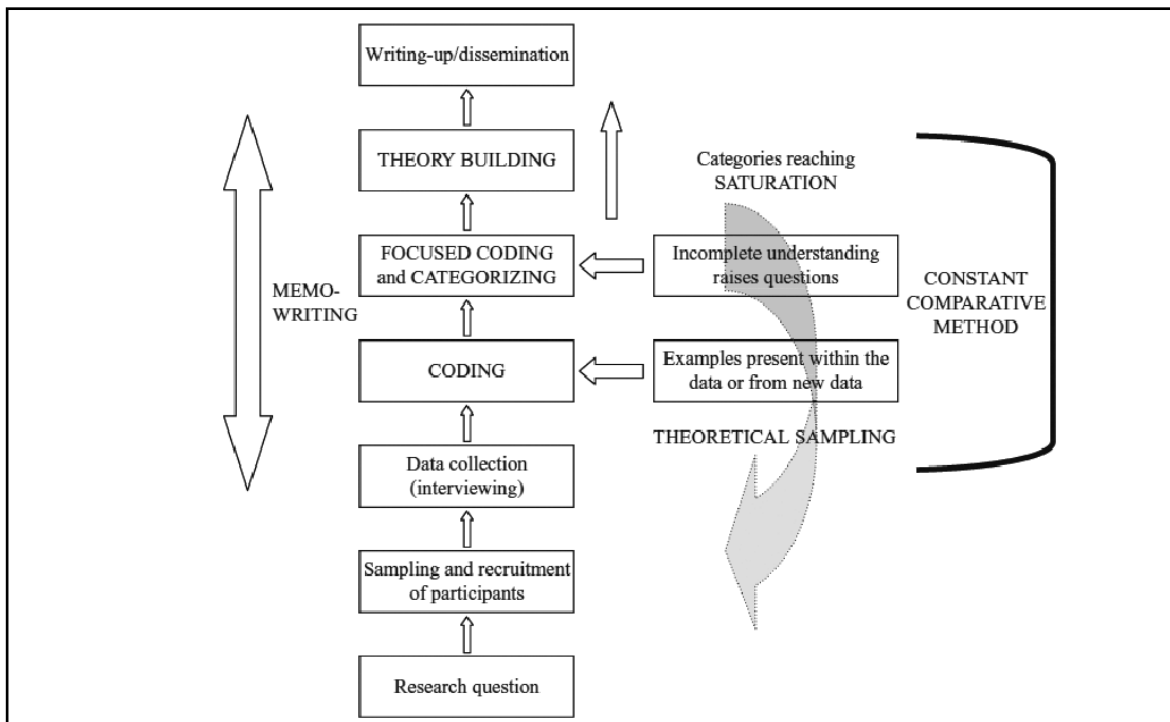 Writing-up/dissemination
THEORY BUILDING
Categories reaching
SATURATION
FOCUSED CODING
and CATEGORIZING
Incomplete understanding
raises questions
MEMO-
WRITING
CONSTANT
COMPARATIVE
METHOD
CODING
Examples present within the
data or from new data
THEORETICAL SAMPLING
Data collection
(interviewing)
Sampling and recruitment
of participants
Research question